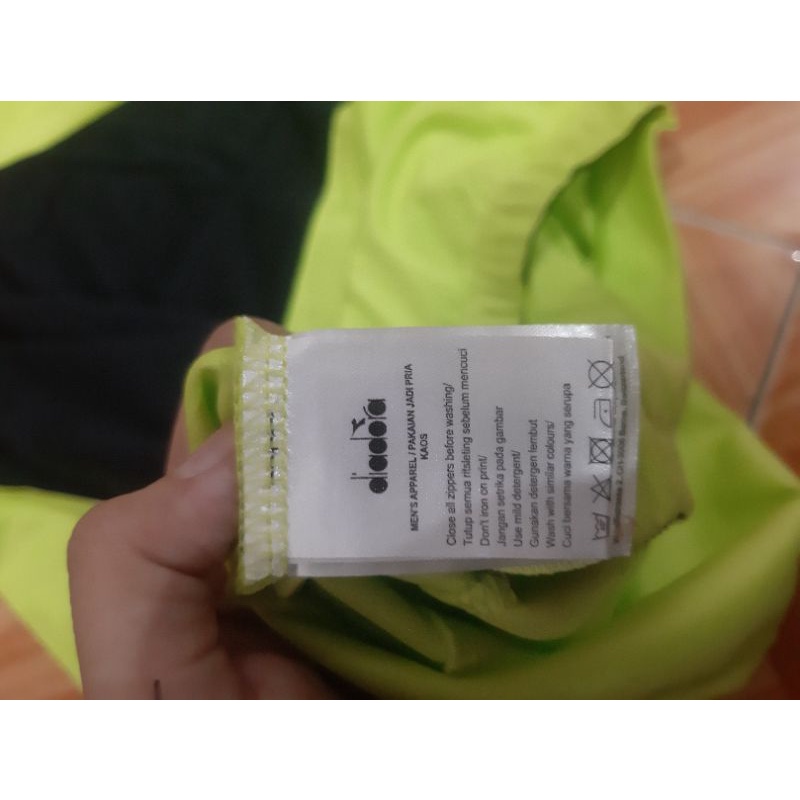 diadora
MEN'S APPAREL / PAKAIAN JADI PRIA
KAOS
Close all zippers before washing/
Tutup semua ritsleting sebelum mencuci
Don't iron on print/
Jangan setrika pada gambar
Use mild detergent/
Gunakan detergen lembut
Wash with similar colours/
Cuci bersama warna yang serupa